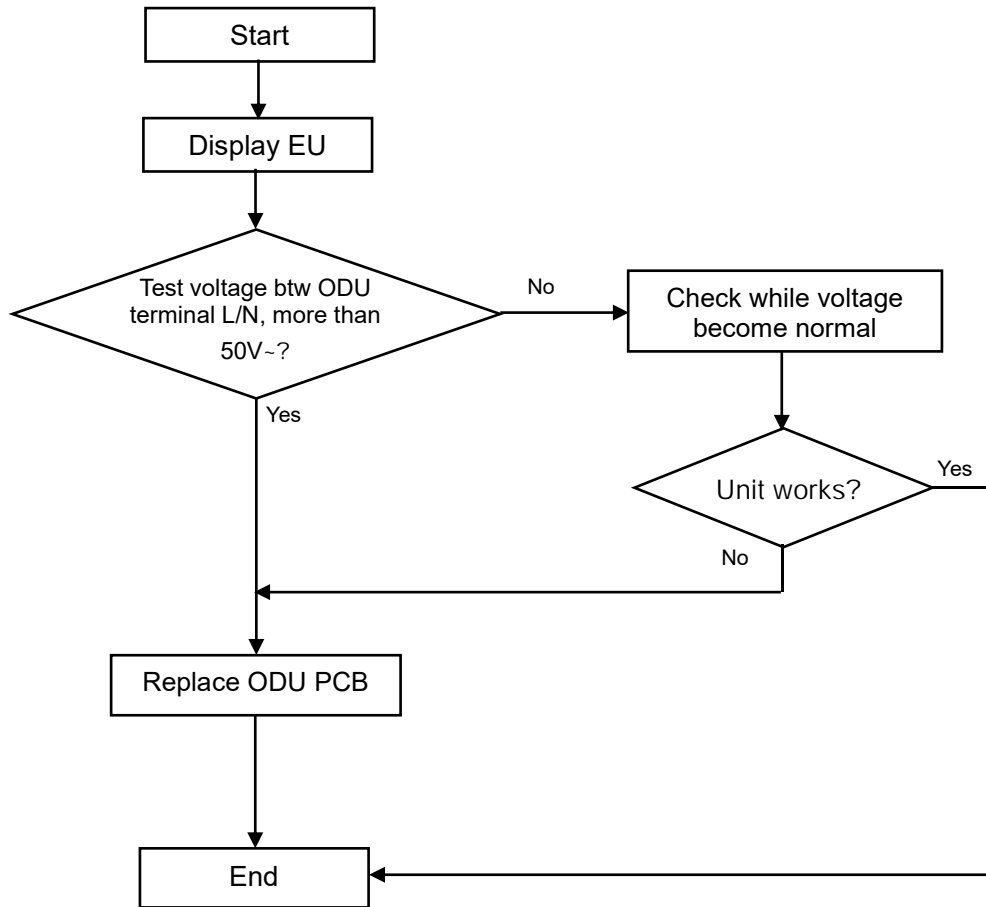 Start
Display EU
Test voltage btw ODU
terminal L/N, more than
50V~?
No
Check while voltage
become normal
Yes
Unit works?
Yes
No
Replace ODU PCB
End